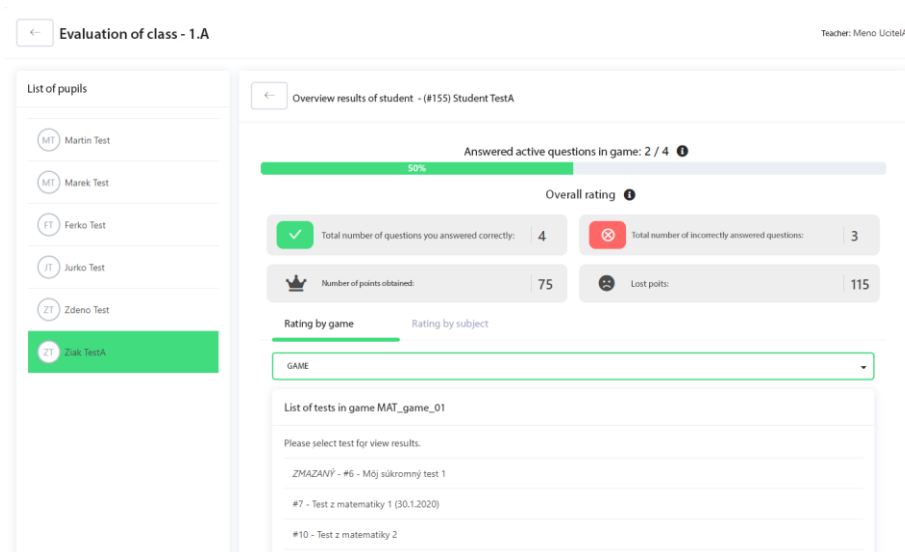 ←
Evaluation of class - 1.A
Teacher: Meno UcitelA
List of pupils
MT Martin Test
MT Marek Test
FT Ferko Test
JT Jurko Test
ZT Zdeno Test
ZT Ziak TestA
←
Overview results of student - (#155) Student TestA
Answered active questions in game: 2 / 4
50%
Overall rating
Total number of questions you answered correctly: 4
Total number of incorrectly answered questions: 3
Number of points obtained: 75
Lost poits: 115
Rating by game
Rating by subject
GAME
List of tests in game MAT_game_01
Please select test for view results.
ZMAZANÝ - #6 - Môj súkromný test 1
#7 - Test z matematiky 1 (30.1.2020)
#10 - Test z matematiky 2